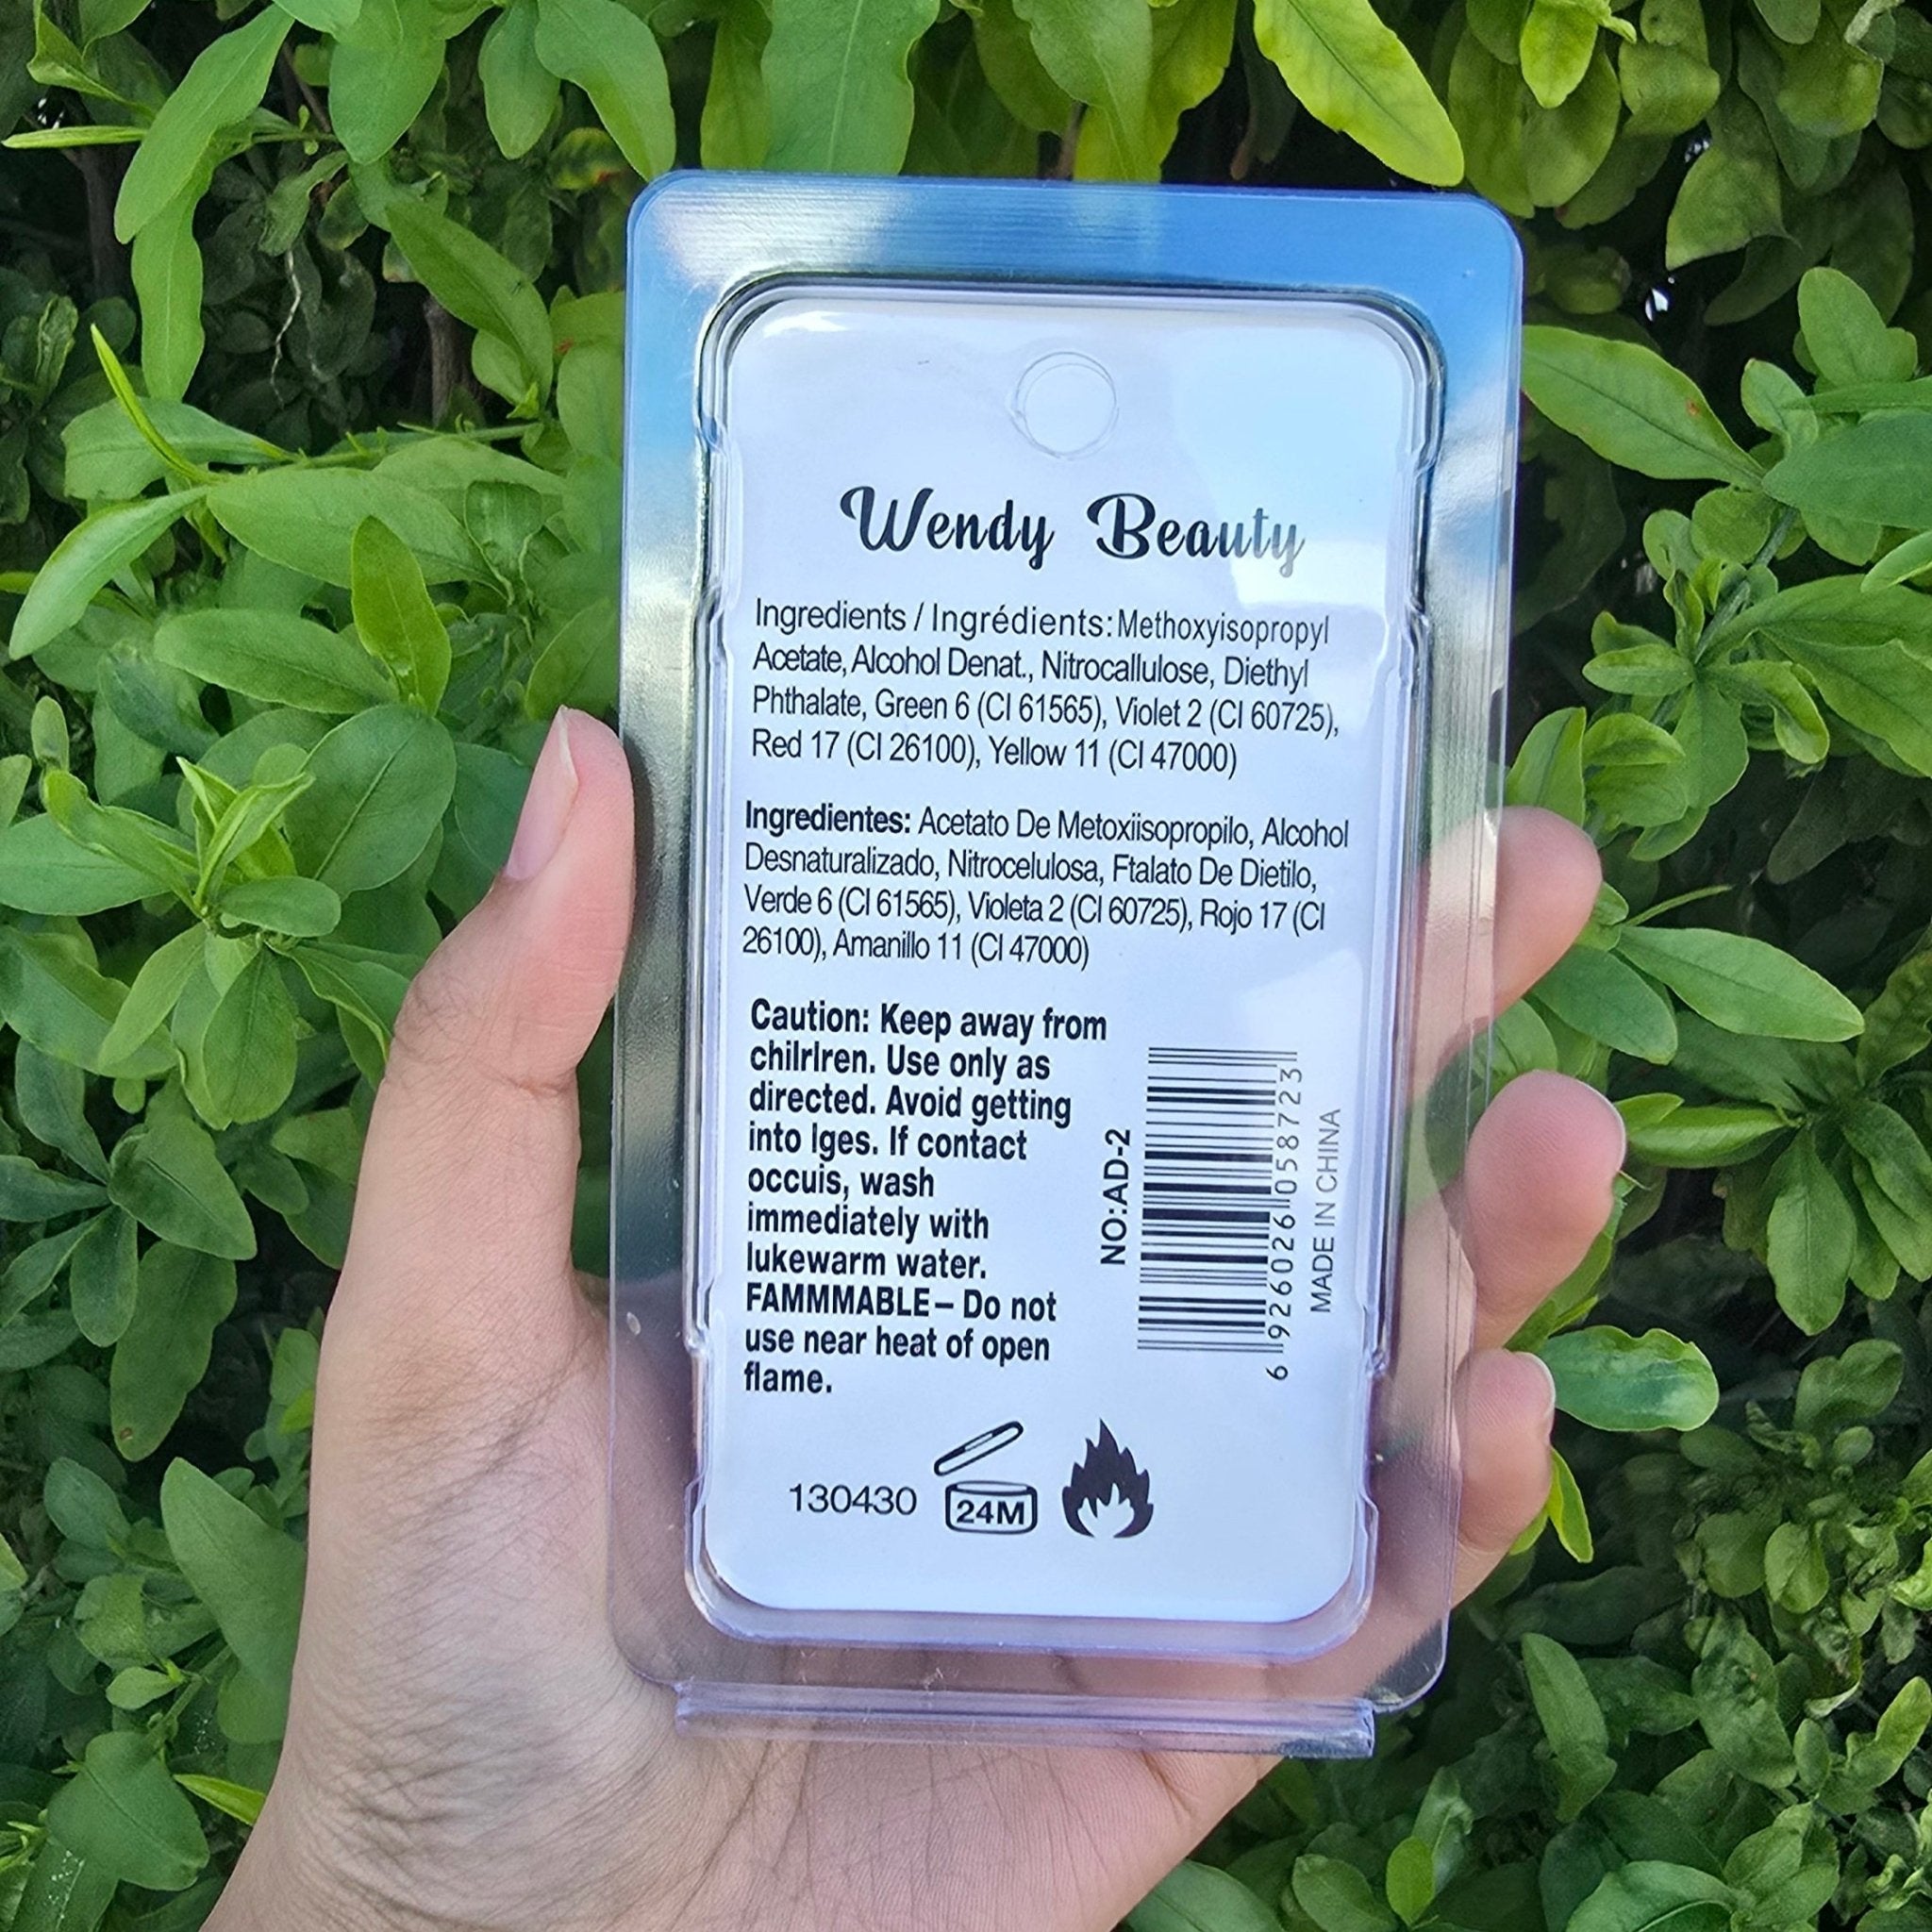 Wendy Beauty
Ingredients / Ingrédients: Methoxyisopropyl
Acetate, Alcohol Denat., Nitrocallulose, Diethyl
Phthalate, Green 6 (CI 61565), Violet 2 (CI 60725),
Red 17 (CI 26100), Yellow 11 (CI 47000)
Ingredientes: Acetato De Metoxiisopropilo, Alcohol
Desnaturalizado, Nitrocelulosa, Ftalato De Dietilo,
Verde 6 (CI 61565), Violeta 2 (CI 60725), Rojo 17 (CI
26100), Amanillo 11 (CI 47000)
Caution: Keep away from
chilrlren. Use only as
directed. Avoid getting
into lges. If contact
occuis, wash
immediately with
lukewarm water.
FAMMMABLE – Do not
use near heat of open
flame.
NO:AD-2
6 926026 058723
MADE IN CHINA
130430
24M